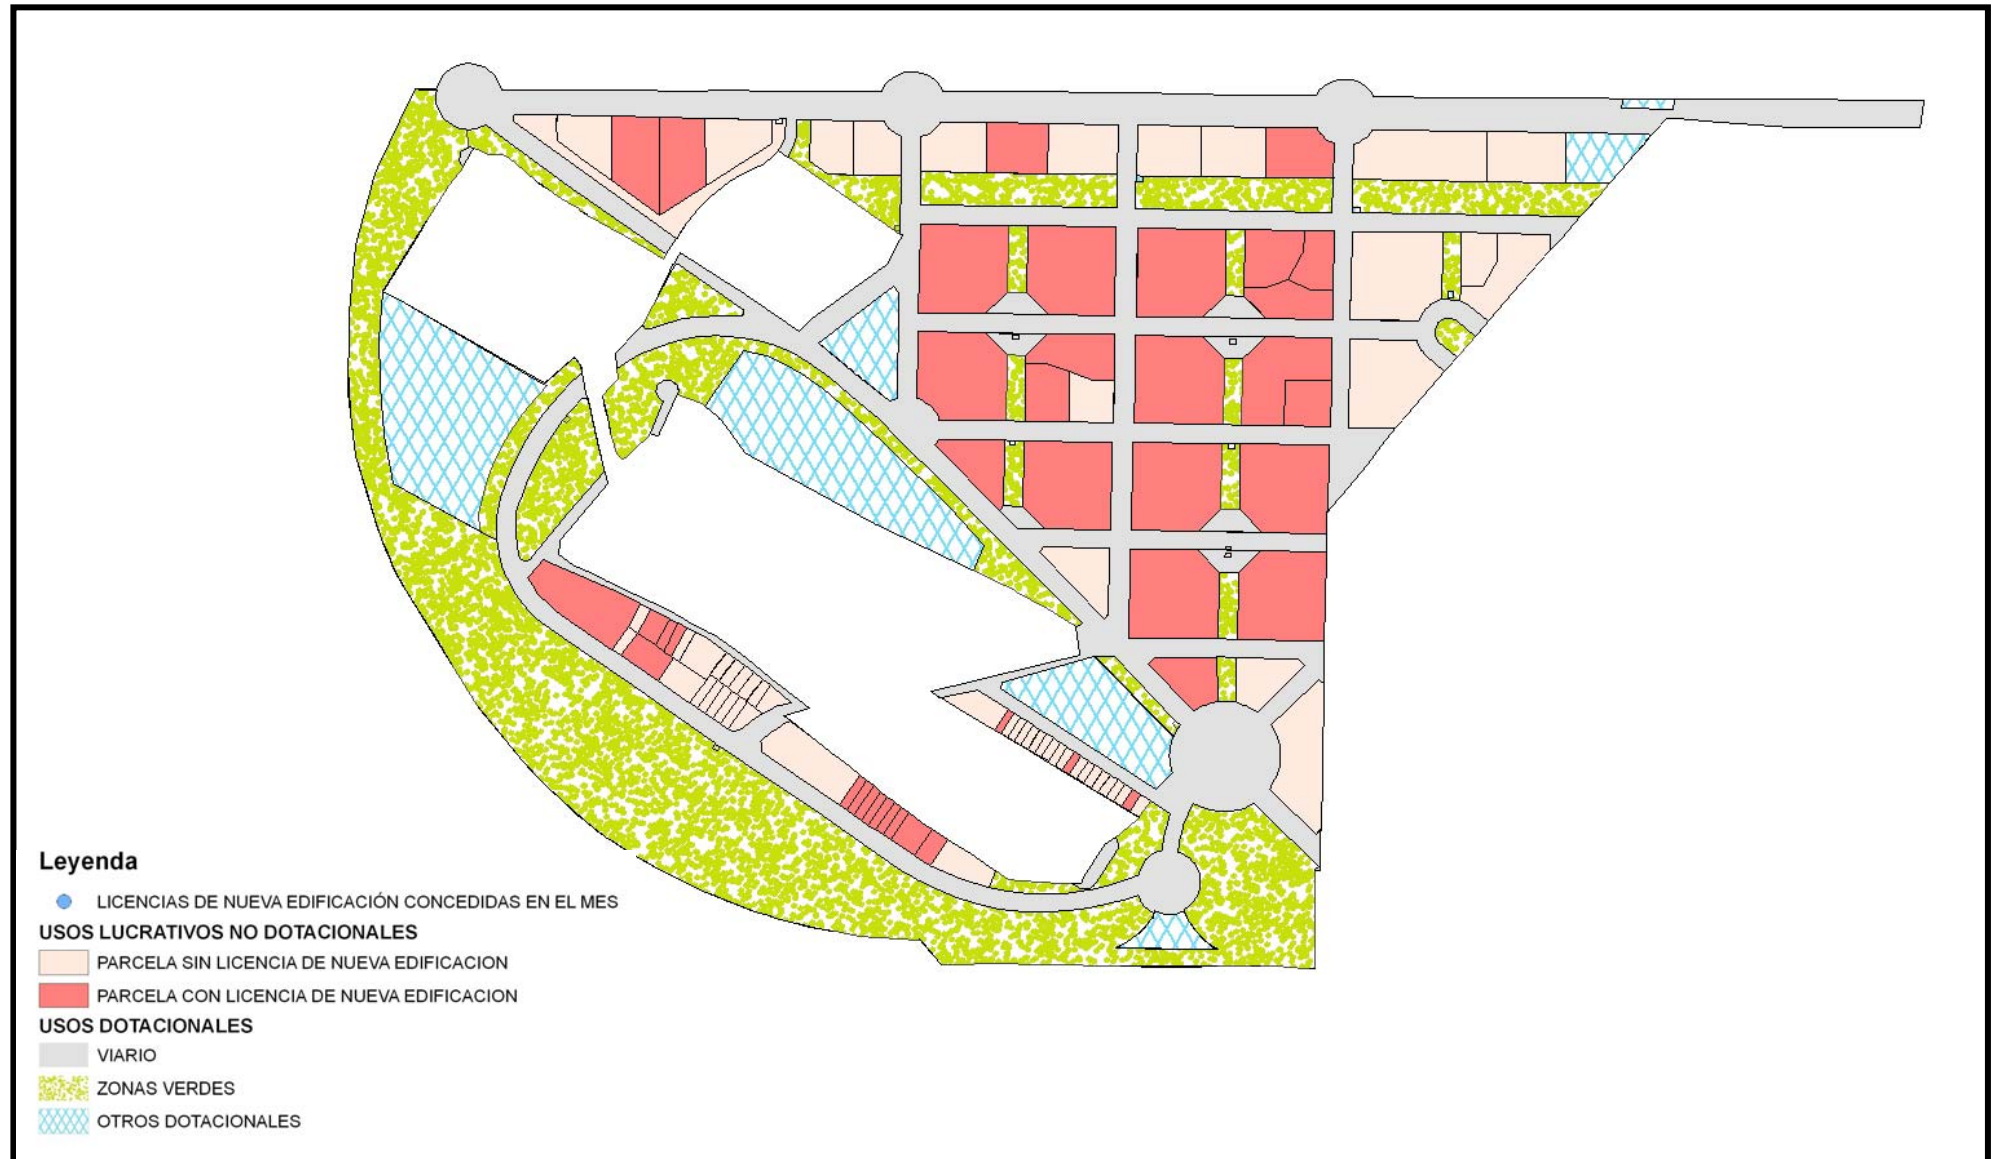 Leyenda
LICENCIAS DE NUEVA EDIFICACIÓN CONCEDIDAS EN EL MES
USOS LUCRATIVOS NO DOTACIONALES
PARCELA SIN LICENCIA DE NUEVA EDIFICACION
PARCELA CON LICENCIA DE NUEVA EDIFICACION
USOS DOTACIONALES
VIARIO
ZONAS VERDES
OTROS DOTACIONALES